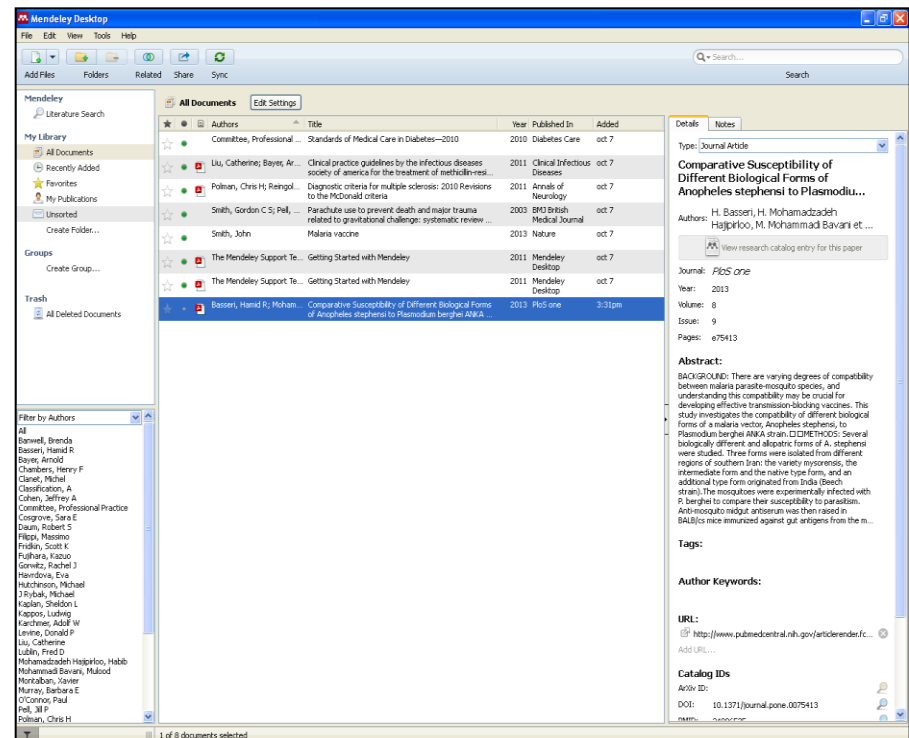 Mendeley Desktop
File Edit View Tools Help
Add Files Folders Related Share Sync
Search...
Search
Mendeley
Literature Search
My Library
All Documents
Recently Added
Favorites
My Publications
Unsorted
Create Folder...
Groups
Create Group...
Trash
All Deleted Documents
Filter by Authors
All
Banwell, Brenda
Basseri, Hamid R
Bayer, Arnold
Chambers, Henry F
Clanet, Michel
Classification, A
Cohen, Jeffrey A
Committee, Professional Practice
Cosgrove, Sara E
Daum, Robert S
Filippi, Massimo
Fridkin, Scott K
Fujihara, Kazuo
Gorwitz, Rachel J
Havrdova, Eva
Hutchinson, Michael
J Rybak, Michael
Kaplan, Sheldon L
Kappos, Ludwig
Karchmer, Adolf W
Levine, Donald P
Liu, Catherine
Lublin, Fred D
Mohamadzadeh Hajipirloo, Habib
Mohammadi Bavani, Mulood
Montalban, Xavier
Murray, Barbara E
O'Connor, Paul
Pell, Jill P
Polman, Chris H
All Documents Edit Settings
Authors Title Year Published In Added
Committee, Professional ... Standards of Medical Care in Diabetes—2010 2010 Diabetes Care oct 7
Liu, Catherine; Bayer, Ar... Clinical practice guidelines by the infectious diseases 2011 Clinical Infectious oct 7
society of america for the treatment of methicillin-resi... Diseases
Polman, Chris H; Reingol... Diagnostic criteria for multiple sclerosis: 2010 Revisions 2011 Annals of oct 7
to the McDonald criteria Neurology
Smith, Gordon C S; Pell, ... Parachute use to prevent death and major trauma 2003 BMJ British oct 7
related to gravitational challenge: systematic review ... Medical Journal
Smith, John Malaria vaccine 2013 Nature oct 7
The Mendeley Support Te... Getting Started with Mendeley 2011 Mendeley oct 7
Desktop
The Mendeley Support Te... Getting Started with Mendeley 2011 Mendeley oct 7
Desktop
Basseri, Hamid R; Moham... Comparative Susceptibility of Different Biological Forms 2013 PloS one 3:31pm
of Anopheles stephensi to Plasmodium berghei ANKA ...
Details Notes
Type: Journal Article
Comparative Susceptibility of
Different Biological Forms of
Anopheles stephensi to Plasmodiu...
Authors: H. Basseri, H. Mohamadzadeh
Hajipirloo, M. Mohammadi Bavani et ...
View research catalog entry for this paper
Journal: PloS one
Year: 2013
Volume: 8
Issue: 9
Pages: e75413
Abstract:
BACKGROUND: There are varying degrees of compatibility
between malaria parasite-mosquito species, and
understanding this compatibility may be crucial for
developing effective transmission-blocking vaccines. This
study investigates the compatibility of different biological
forms of a malaria vector, Anopheles stephensi, to
Plasmodium berghei ANKA strain.□□METHODS: Several
biologically different and allopatric forms of A. stephensi
were studied. Three forms were isolated from different
regions of southern Iran: the variety mysorensis, the
intermediate form and the native type form, and an
additional type form originated from India (Beech
strain).The mosquitoes were experimentally infected with
P. berghei to compare their susceptibility to parasitism.
Anti-mosquito midgut antiserum was then raised in
BALB/cs mice immunized against gut antigens from the m...
Tags:
Author Keywords:
URL:
http://www.pubmedcentral.nih.gov/articlerender.fc...
Add URL...
Catalog IDs
ArXiv ID:
DOI: 10.1371/journal.pone.0075413
1 of 8 documents selected